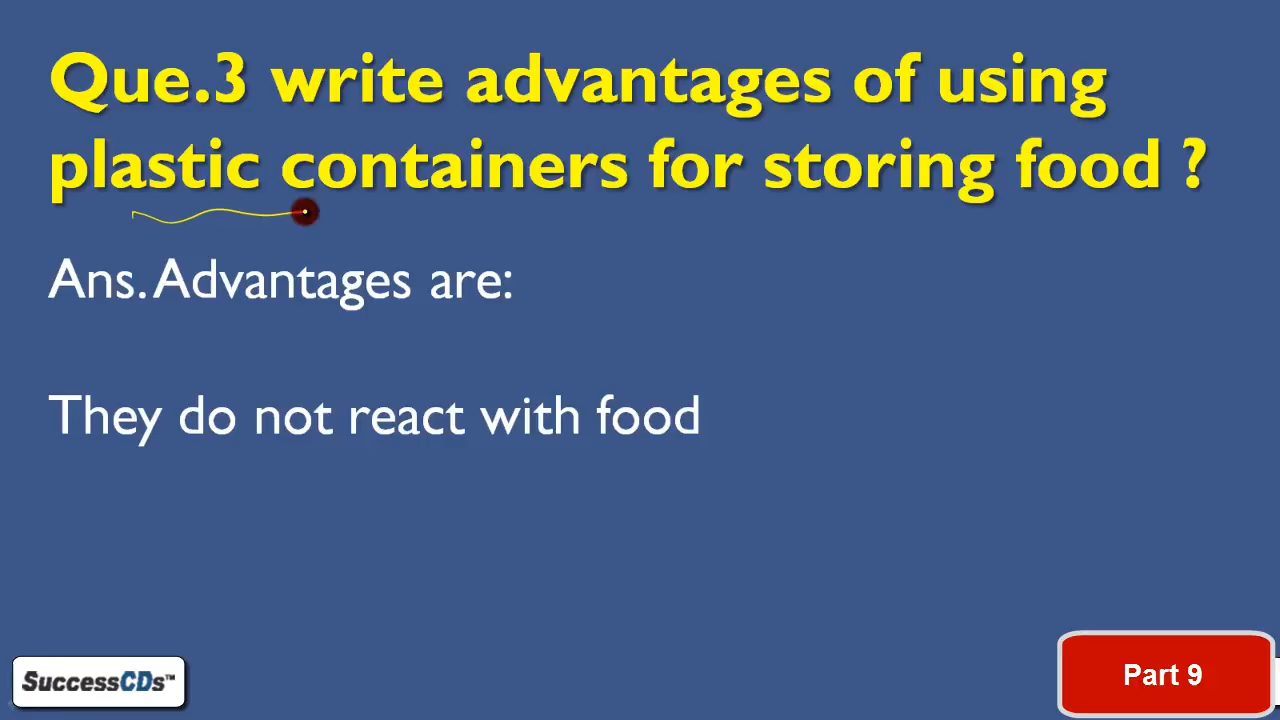 Que.3 write advantages of using
plastic containers for storing food ?
Ans. Advantages are:
They do not react with food
SuccessCDs™
Part 9